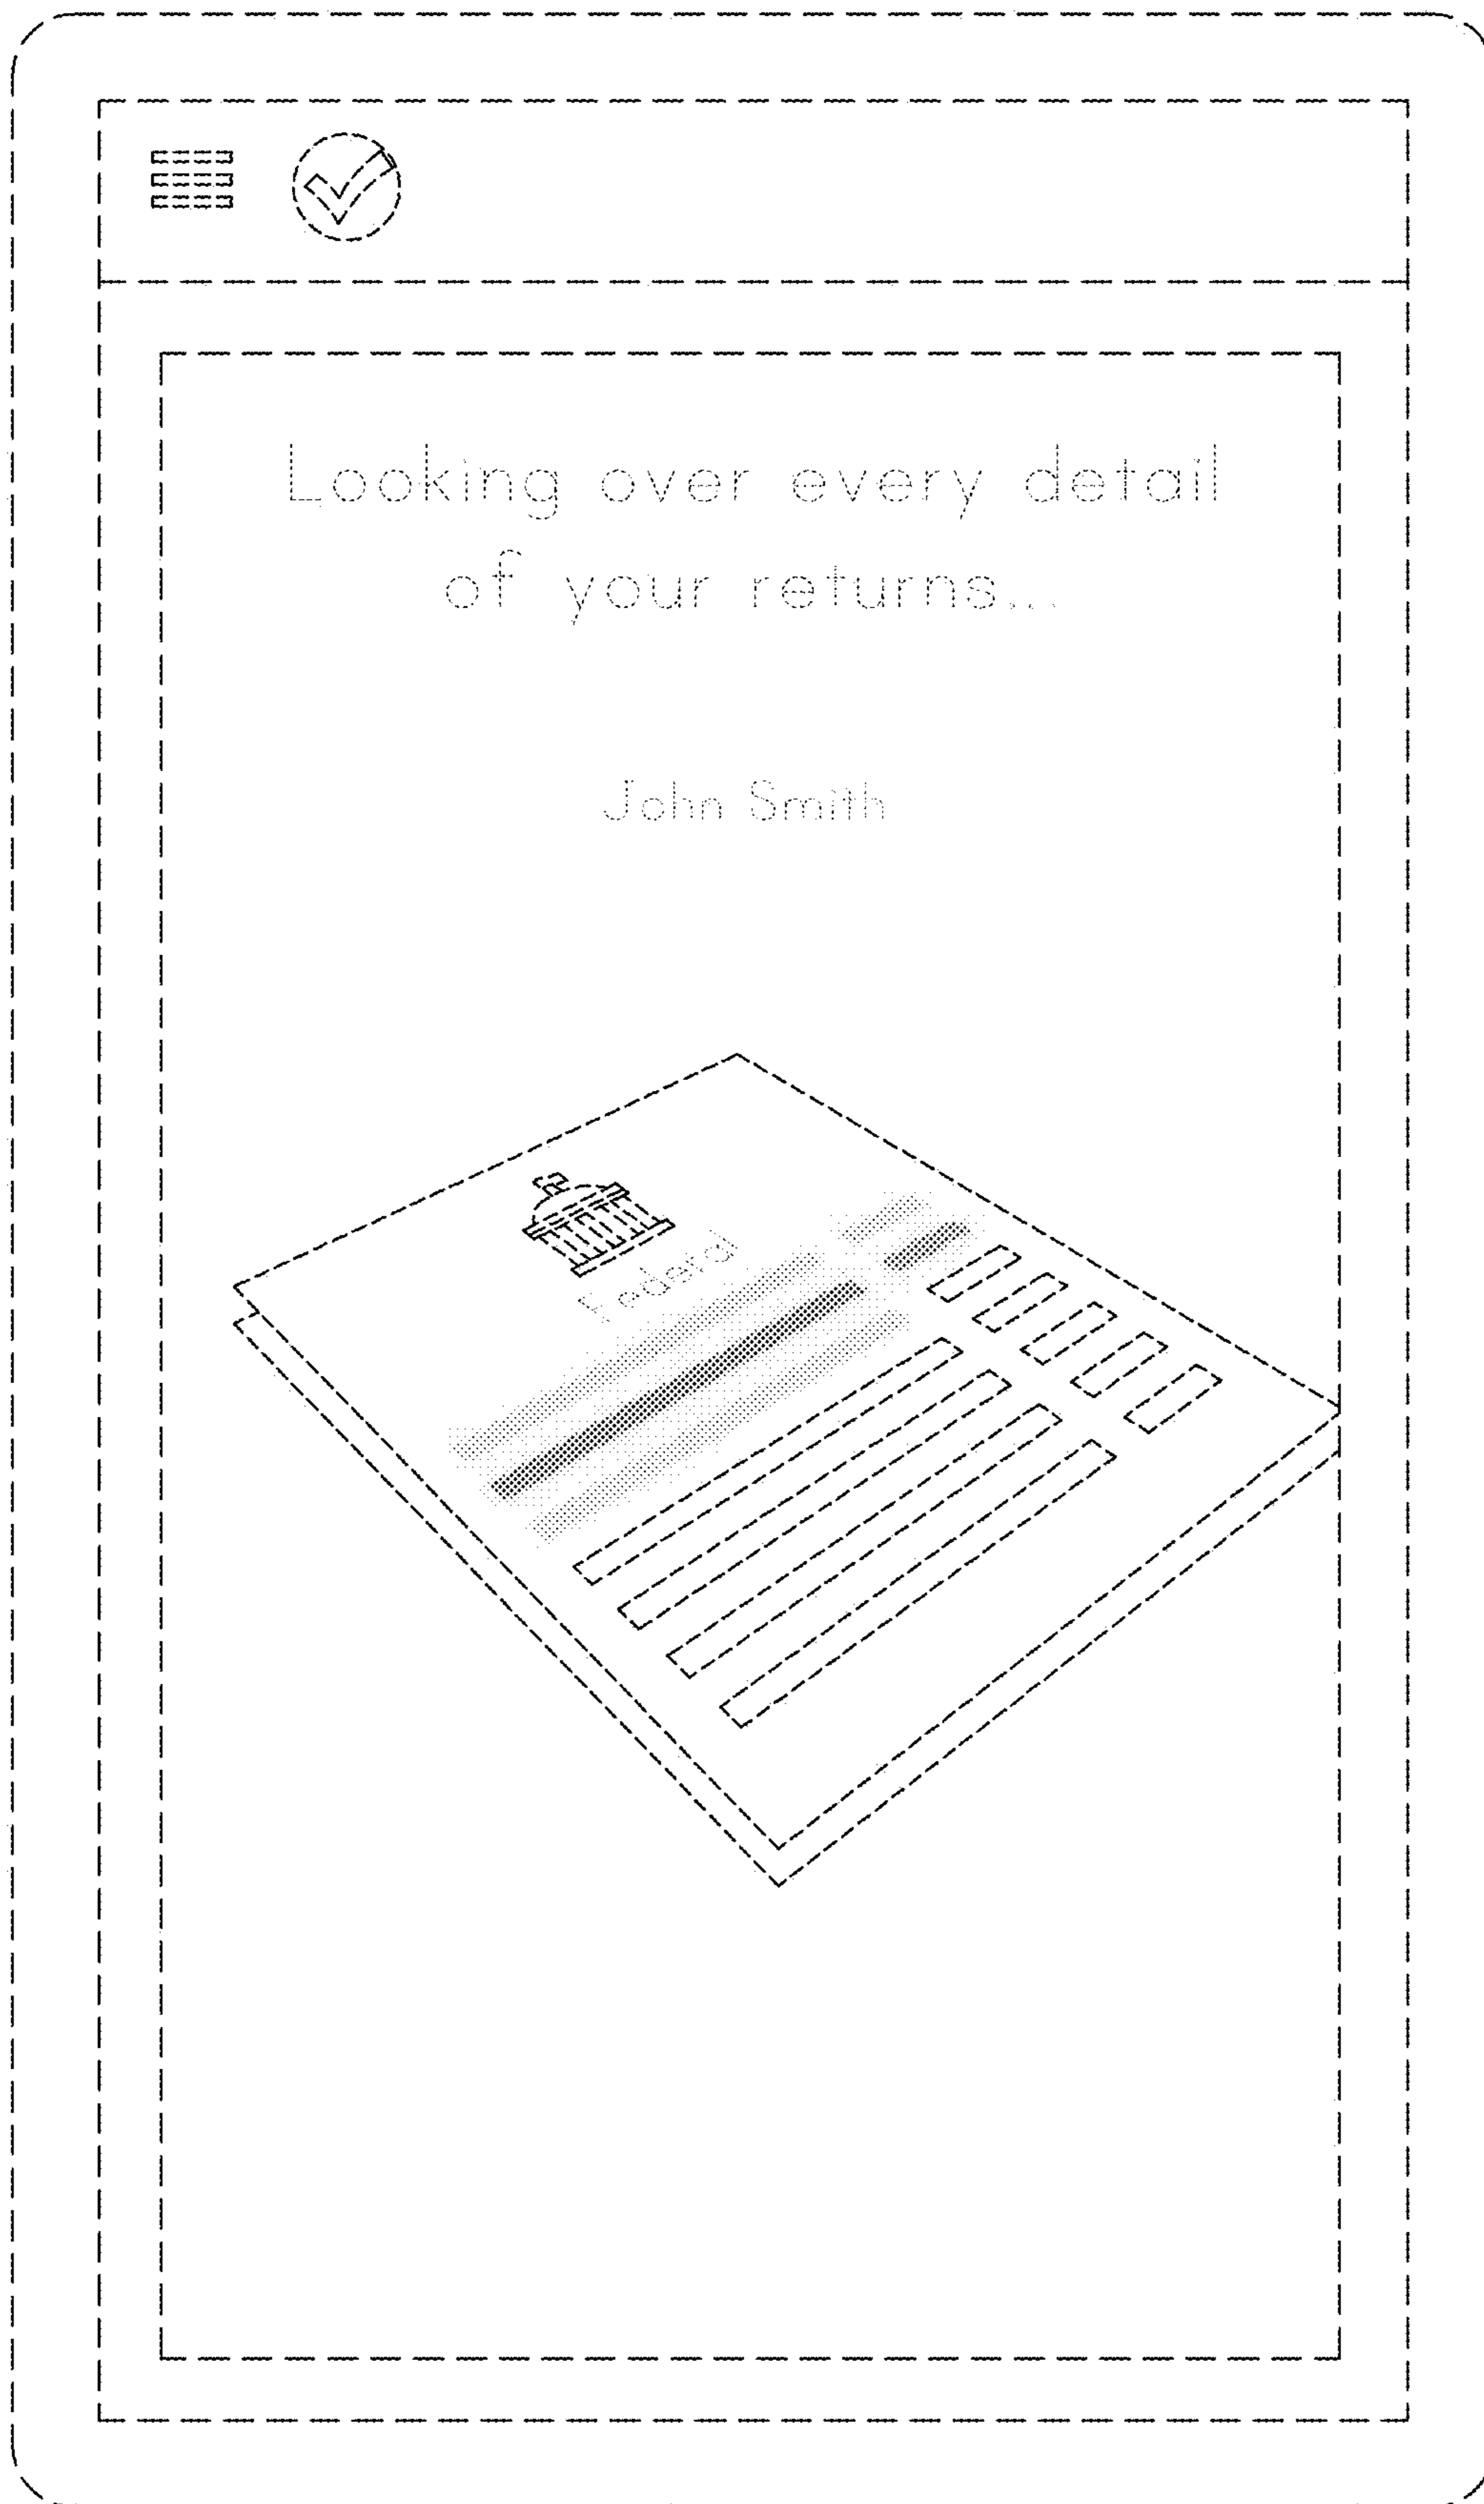 Looking over every detail
of your returns...
John Smith
Federal